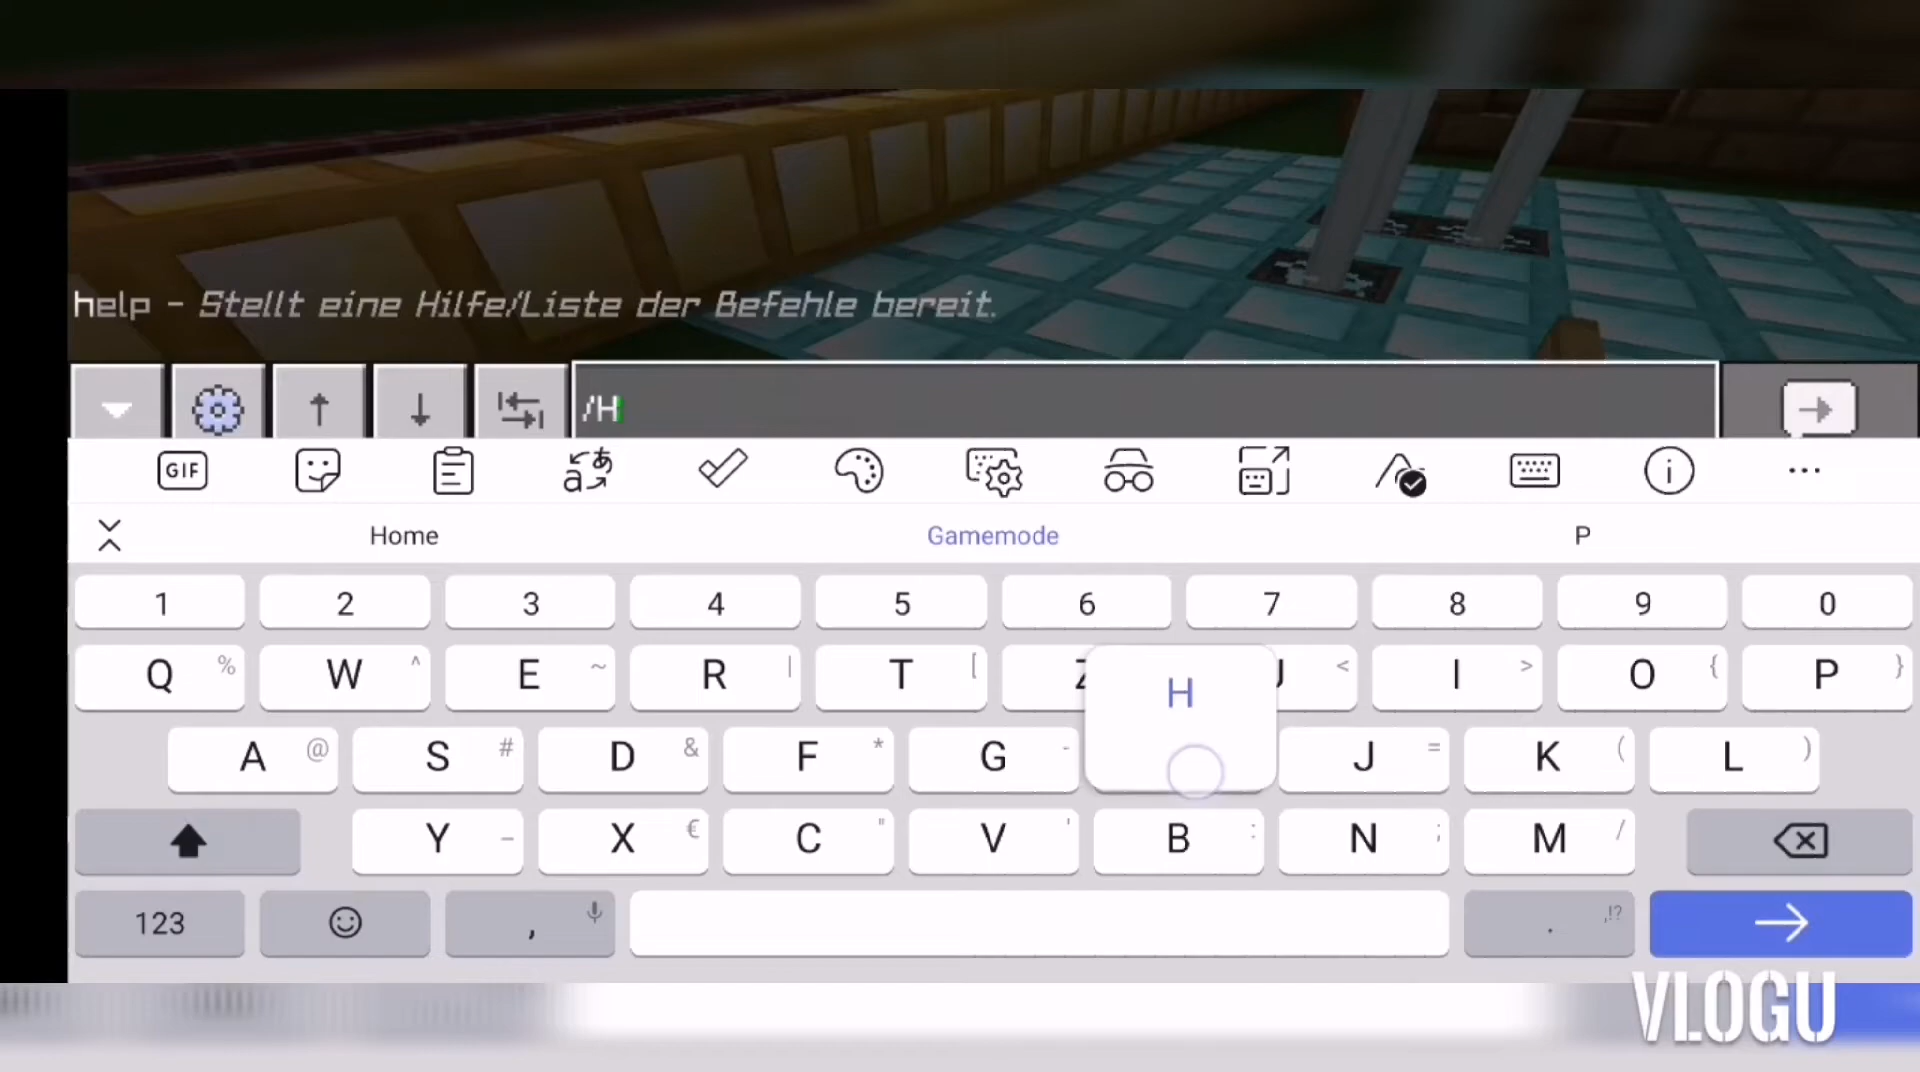 help - Stellt eine Hilfe/Liste der Befehle bereit.
/H
GIF
Home Gamemode P
1 2 3 4 5 6 7 8 9 0
Q % W ^ E ~ R | T [ Z J < I > O { P }
H
A @ S # D & F * G - J = K ( L )
Y _ X € C " V ' B : N ; M /
123 , . ,!?
VLOGU